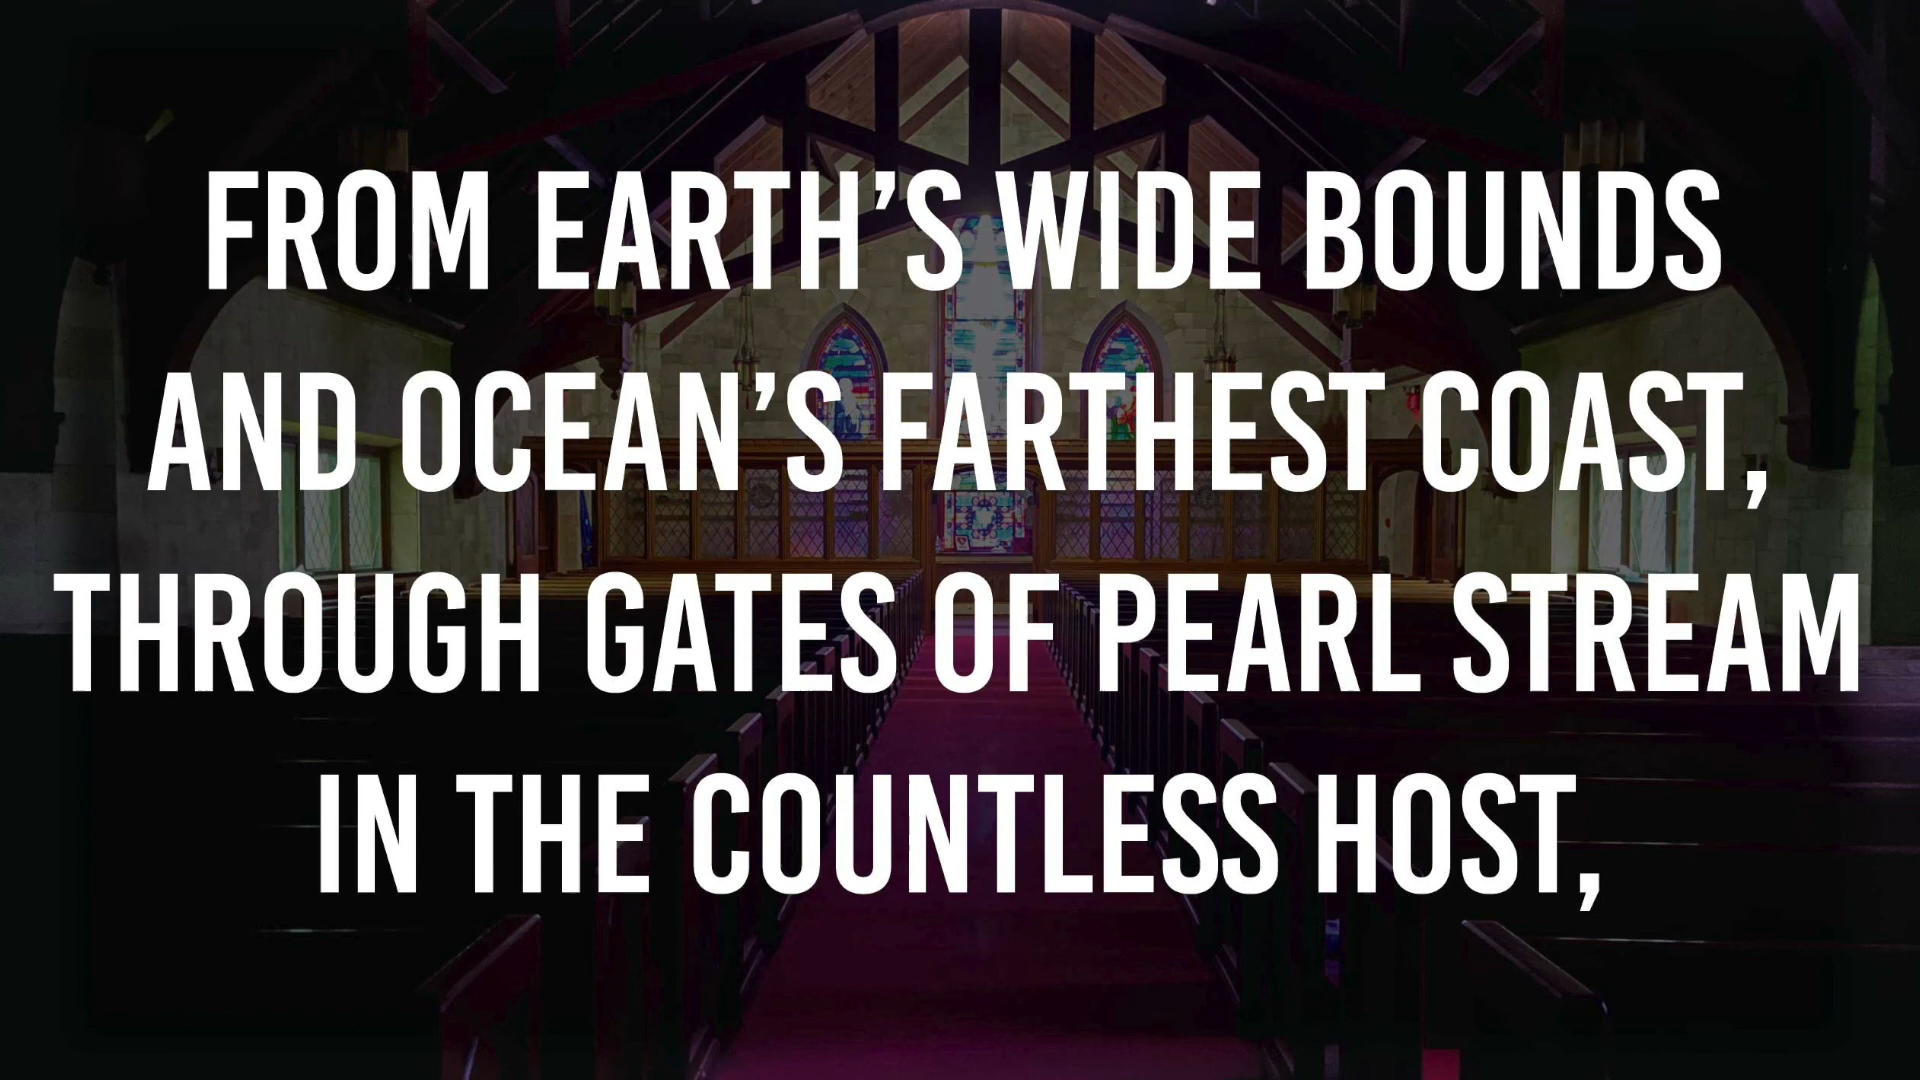 FROM EARTH’S WIDE BOUNDS
AND OCEAN’S FARTHEST COAST,
THROUGH GATES OF PEARL STREAM
IN THE COUNTLESS HOST,